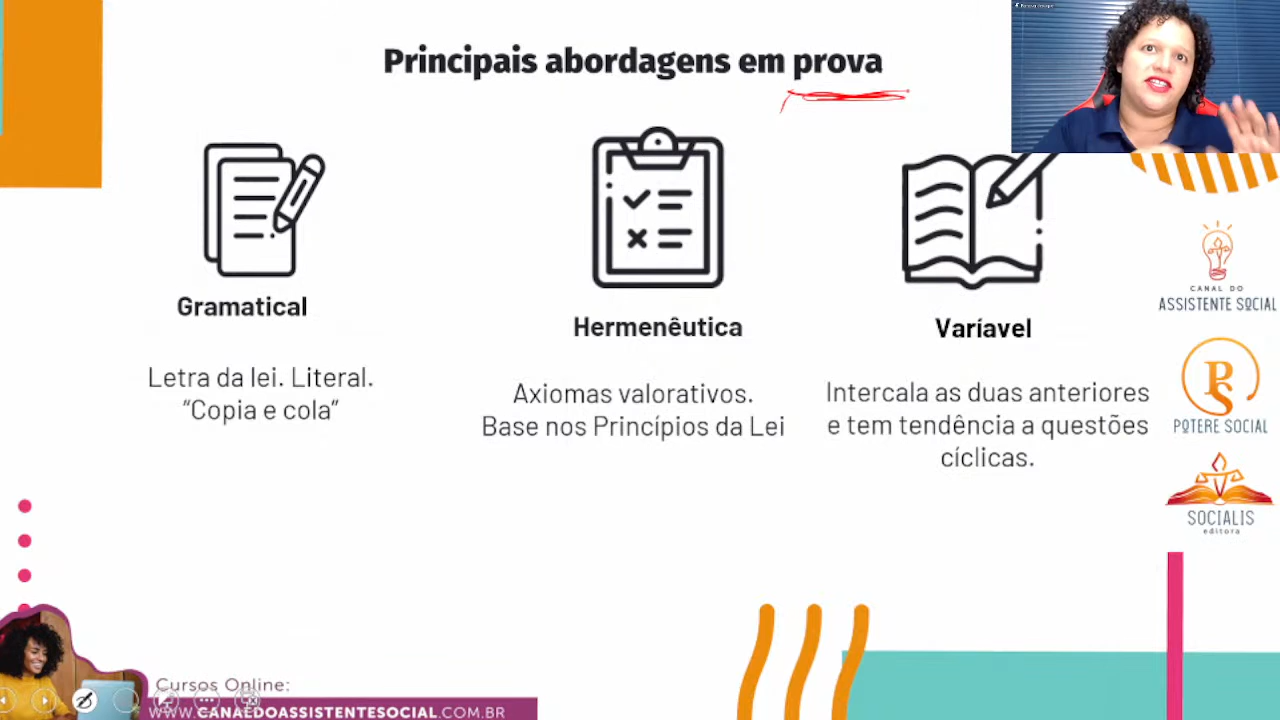 Principais abordagens em prova
Gramatical
Letra da lei. Literal.
“Copia e cola”
Hermenêutica
Axiomas valorativos.
Base nos Princípios da Lei
Varíavel
Intercala as duas anteriores
e tem tendência a questões
cíclicas.
CANAL DO
ASSISTENTE SOCIAL
PS
POTERE SOCIAL
SOCIALIS
editora
Cursos Online:
WWW.CANALDOASSISTENTESOCIAL.COM.BR